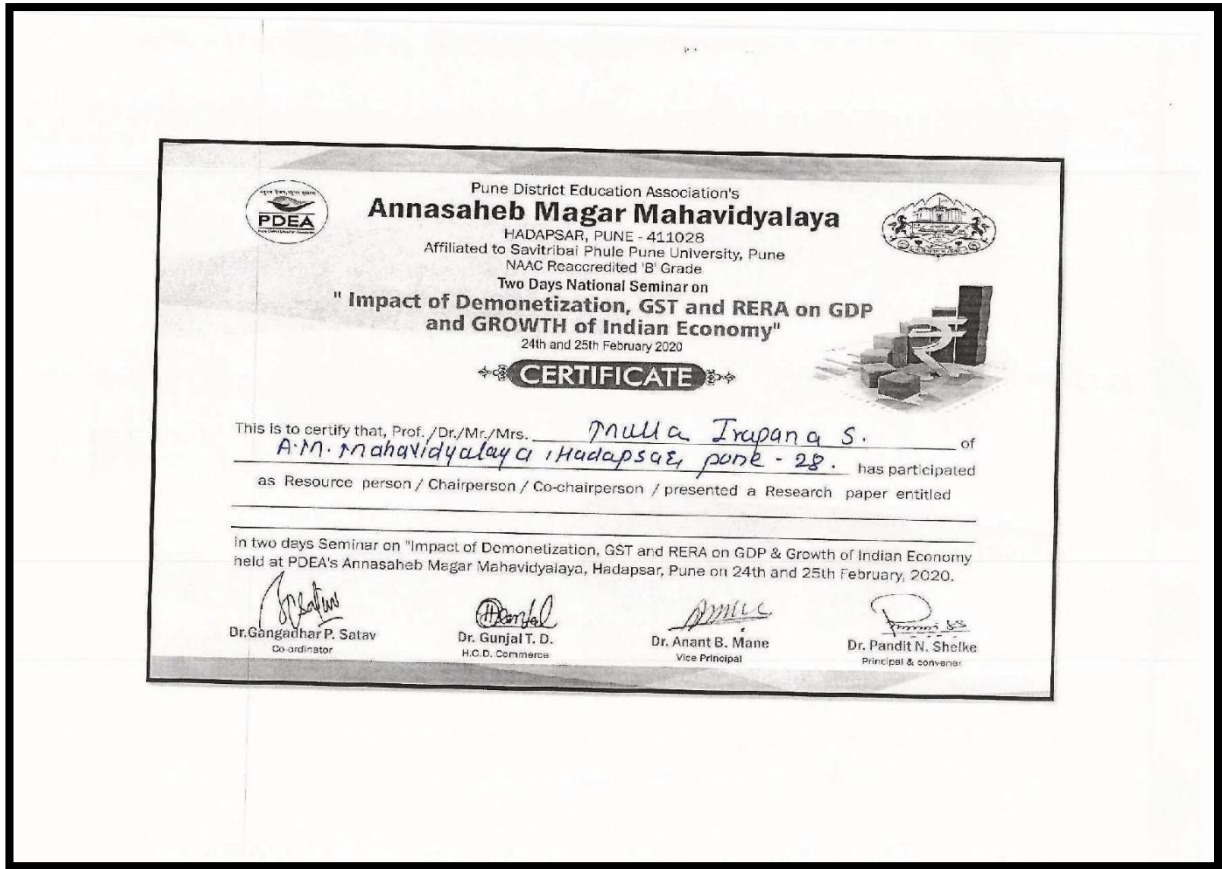 PDEA
Pune District Education Association's
Annasaheb Magar Mahavidyalaya
HADAPSAR, PUNE - 411028
Affiliated to Savitribai Phule Pune University, Pune
NAAC Reaccredited 'B' Grade
Two Days National Seminar on
" Impact of Demonetization, GST and RERA on GDP
and GROWTH of Indian Economy"
24th and 25th February 2020
CERTIFICATE
This is to certify that, Prof. /Dr./Mr./Mrs. Mulla Irapana S. of
A.M. Mahavidyalaya, Hadapsar, pune - 28. has participated
as Resource person / Chairperson / Co-chairperson / presented a Research paper entitled
in two days Seminar on "Impact of Demonetization, GST and RERA on GDP & Growth of Indian Economy
held at PDEA's Annasaheb Magar Mahavidyalaya, Hadapsar, Pune on 24th and 25th February, 2020.
Dr.Gangadhar P. Satav
Co-ordinator
Dr. Gunjal T. D.
H.O.D. Commerce
Dr. Anant B. Mane
Vice Principal
Dr. Pandit N. Shelke
Principal & convener